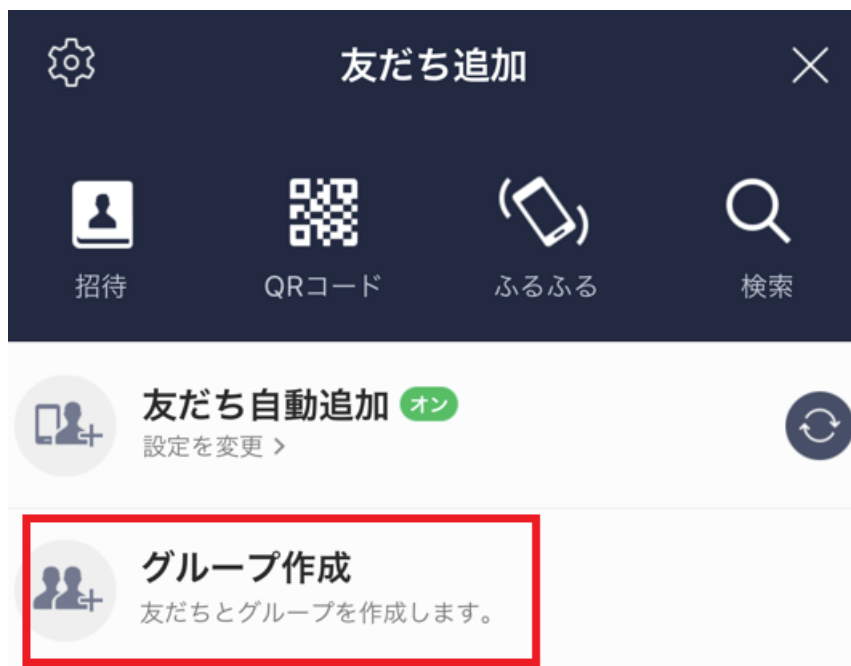 友だち追加
招待
QRコード
ふるふる
検索
友だち自動追加 オン
設定を変更 >
グループ作成
友だちとグループを作成します。